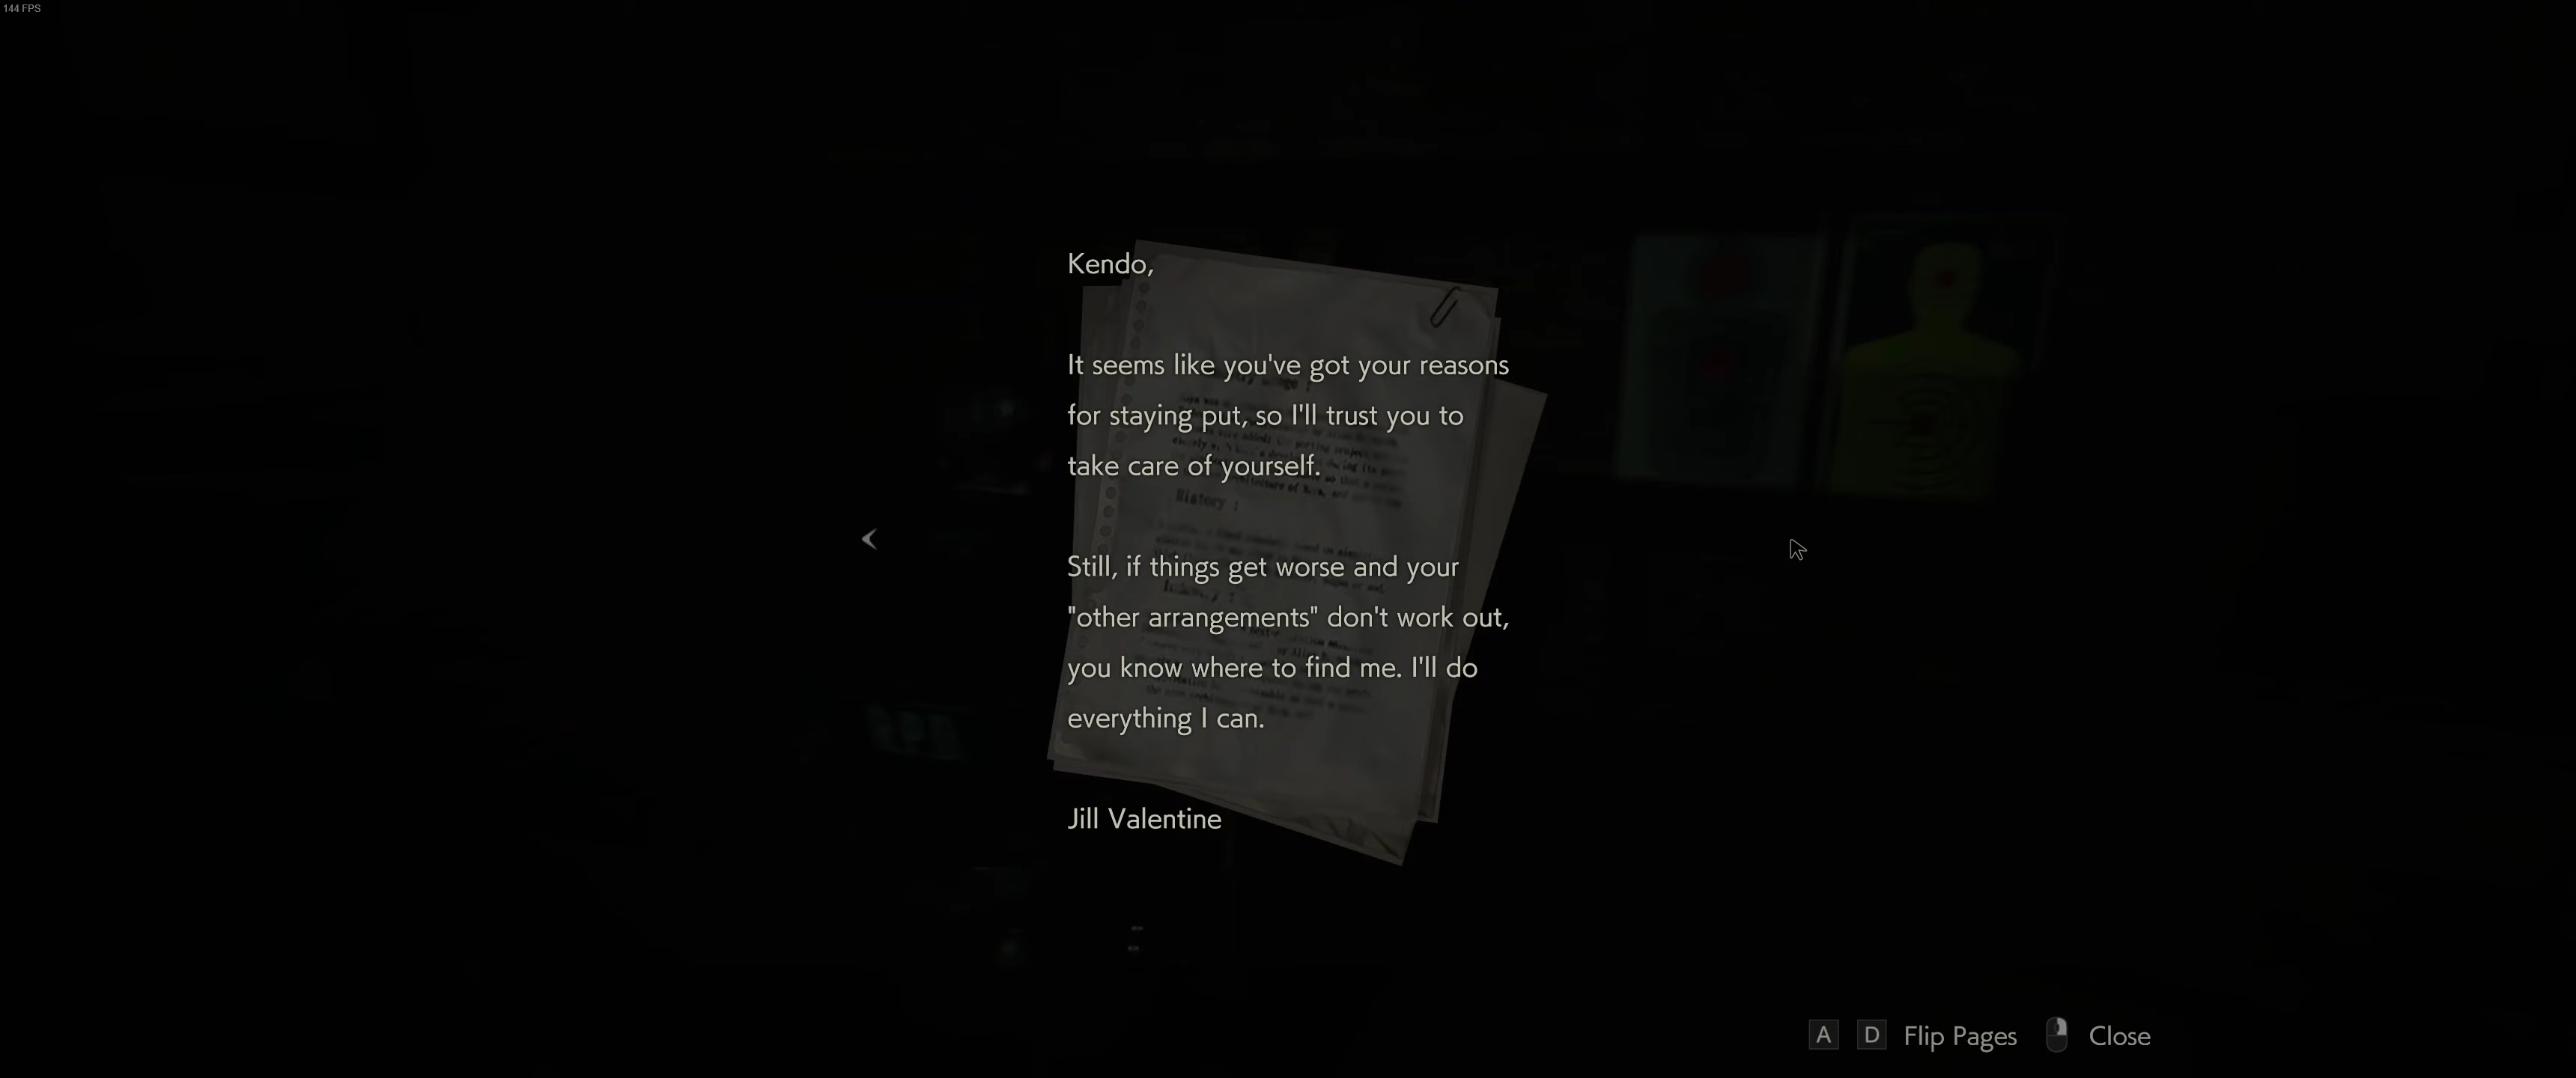 144 FPS
Kendo,
It seems like you've got your reasons
for staying put, so I'll trust you to
take care of yourself.
Still, if things get worse and your
"other arrangements" don't work out,
you know where to find me. I'll do
everything I can.
Jill Valentine
A D Flip Pages Close